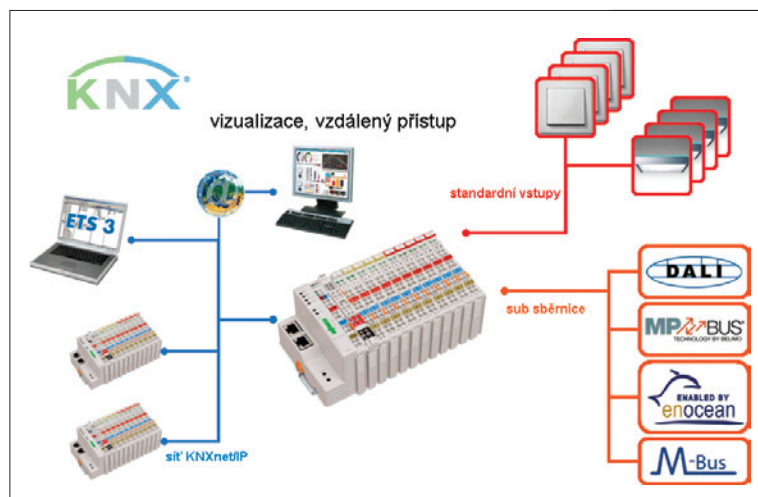 KNX®
vizualizace, vzdálený přístup
@
ETS 3
standardní vstupy
DALI
sub sběrnice
MP BUS®
TECHNOLOGY BY BELIMO
ENABLED BY
enocean
M-Bus
síť KNXnet/IP